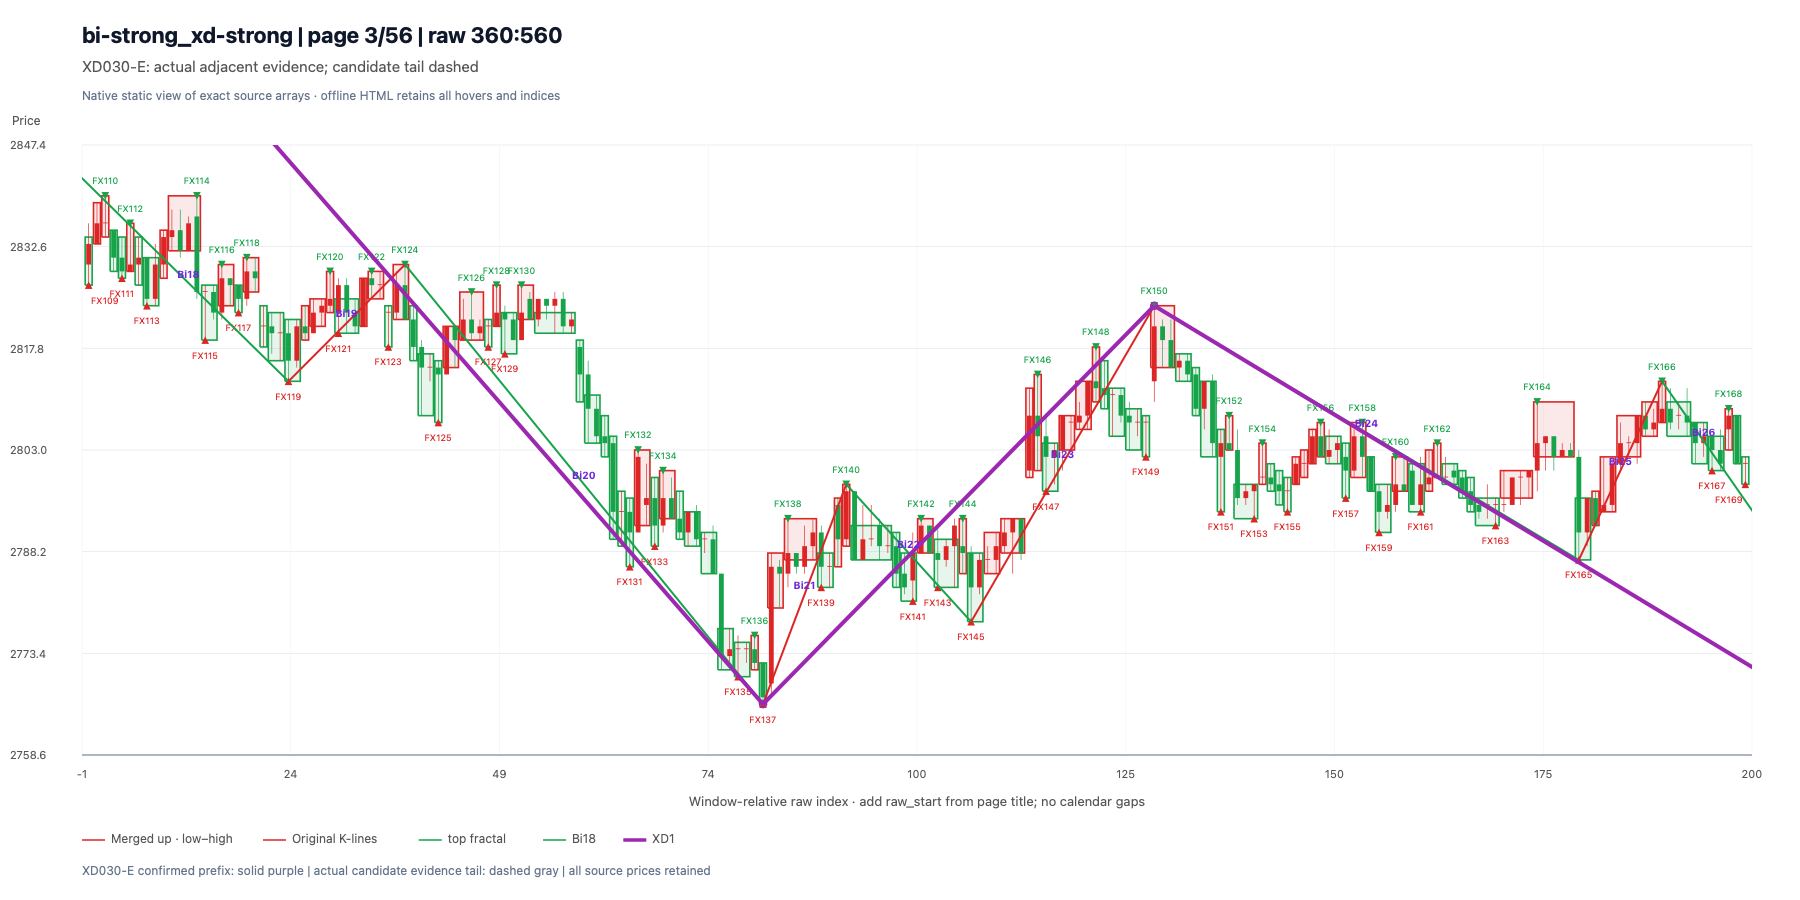 bi-strong_xd-strong | page 3/56 | raw 360:560
XD030-E: actual adjacent evidence; candidate tail dashed
Native static view of exact source arrays · offline HTML retains all hovers and indices
Price
2847.4
2832.6
2817.8
2803.0
2788.2
2773.4
2758.6
FX110
FX114
FX112
FX116
FX118
FX120
FX122
FX124
FX126
FX128
FX130
FX109
FX111
FX113
FX115
FX117
FX119
FX121
FX123
FX125
FX127
FX129
Bi18
Bi19
Bi20
FX132
FX134
FX131
FX133
FX136
FX135
FX137
FX138
FX140
FX142
FX144
Bi21
Bi22
FX139
FX141
FX143
FX145
FX146
FX148
FX150
Bi23
FX147
FX149
FX152
FX154
FX156
FX158
Bi24
FX160
FX162
FX151
FX153
FX155
FX157
FX159
FX161
FX163
FX164
FX165
FX166
Bi25
Bi26
FX168
FX167
FX169
-1 24 49 74 100 125 150 175 200
Window-relative raw index · add raw_start from page title; no calendar gaps
Merged up · low–high Original K-lines top fractal Bi18 XD1
XD030-E confirmed prefix: solid purple | actual candidate evidence tail: dashed gray | all source prices retained